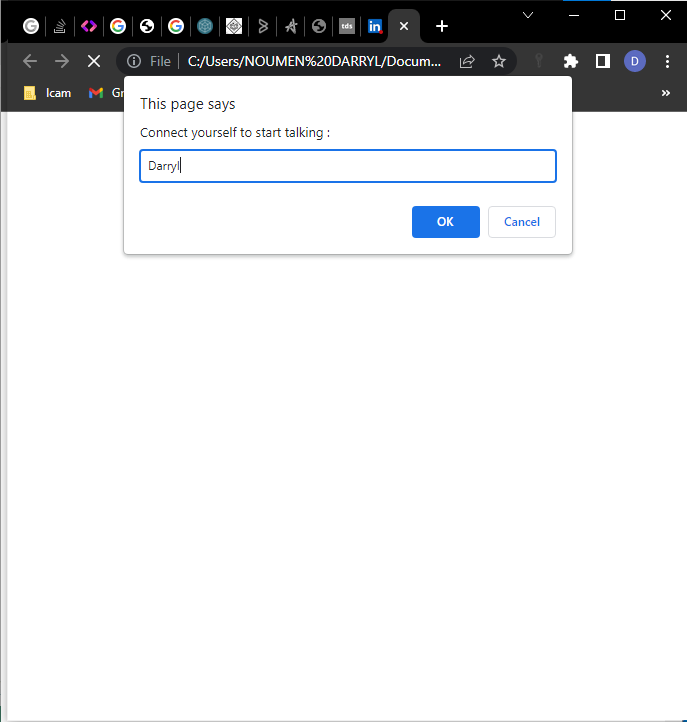 tds
in
File
C:/Users/NOUMEN%20DARRYL/Docum...
D
Icam
Gr
This page says
Connect yourself to start talking :
Darryl
OK
Cancel